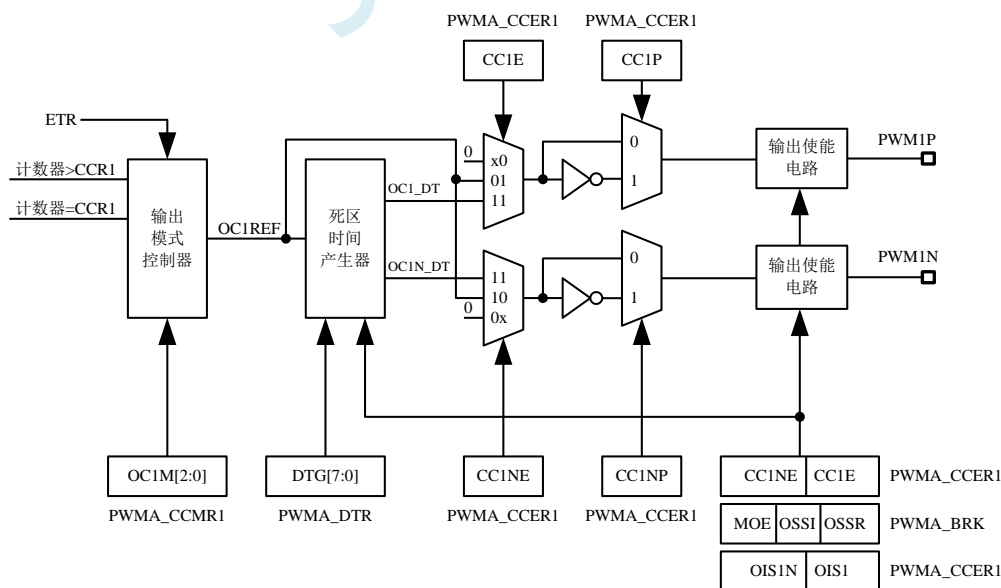 PWMA_CCER1
PWMA_CCER1
CC1E
CC1P
ETR
计数器>CCR1
计数器=CCR1
输出
模式
控制器
OC1REF
死区
时间
产生器
OC1_DT
OC1N_DT
0
x0
01
11
11
10
0x
0
0
1
0
1
输出使能
电路
PWM1P
输出使能
电路
PWM1N
OC1M[2:0]
DTG[7:0]
CC1NE
CC1NP
CC1NE
CC1E
PWMA_CCER1
PWMA_CCMR1
PWMA_DTR
PWMA_CCER1
PWMA_CCER1
MOE
OSSI
OSSR
PWMA_BRK
OIS1N
OIS1
PWMA_CCER1